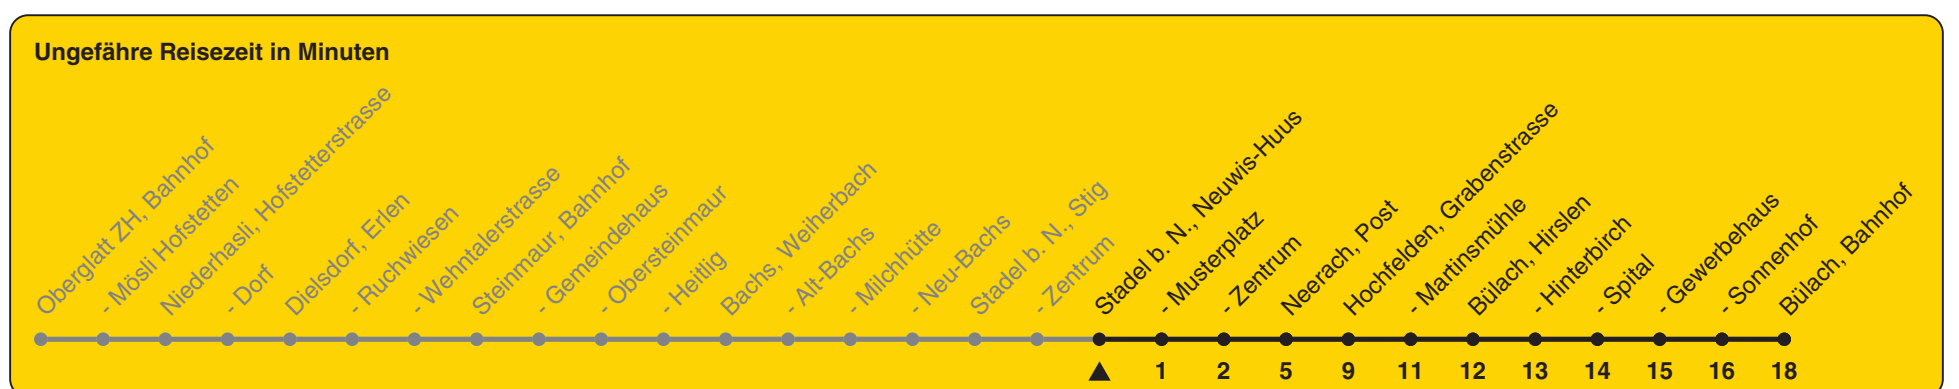 Ungefähre Reisezeit in Minuten
Oberglatt ZH, Bahnhof
- Mösli Hofstetten
Niederhasli, Hofstetterstrasse
- Dorf
Dielsdorf, Erlen
- Ruchwiesen
- Wehntalerstrasse
Steinmaur, Bahnhof
- Gemeindehaus
- Obersteinmaur
- Heitlig
Bachs, Weiherbach
- Alt-Bachs
- Milchhütte
- Neu-Bachs
Stadel b. N., Stig
- Zentrum
Stadel b. N., Neuwis-Huus
- Musterplatz
- Zentrum
Neerach, Post
Hochfelden, Grabenstrasse
- Martinsmühle
Bülach, Hirslen
- Hinterbirch
- Spital
- Gewerbehaus
- Sonnenhof
Bülach, Bahnhof
1 2 5 9 11 12 13 14 15 16 18